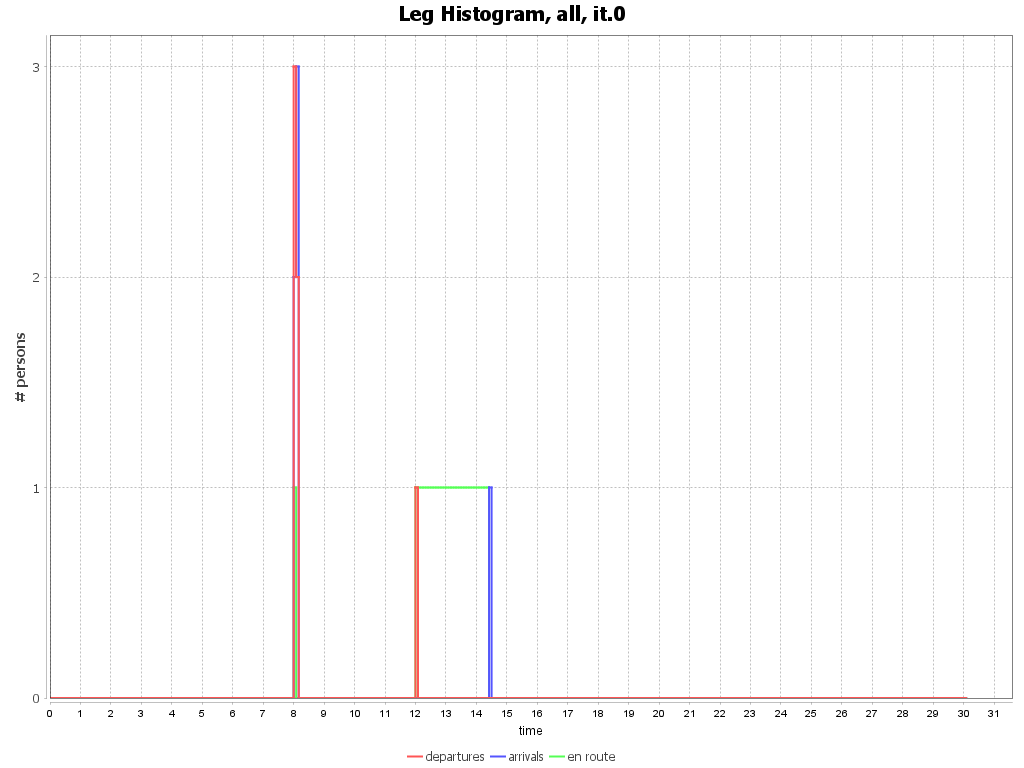 Leg Histogram, all, it.0
3
2
1
0
# persons
0 1 2 3 4 5 6 7 8 9 10 11 12 13 14 15 16 17 18 19 20 21 22 23 24 25 26 27 28 29 30 31
time
departures arrivals en route